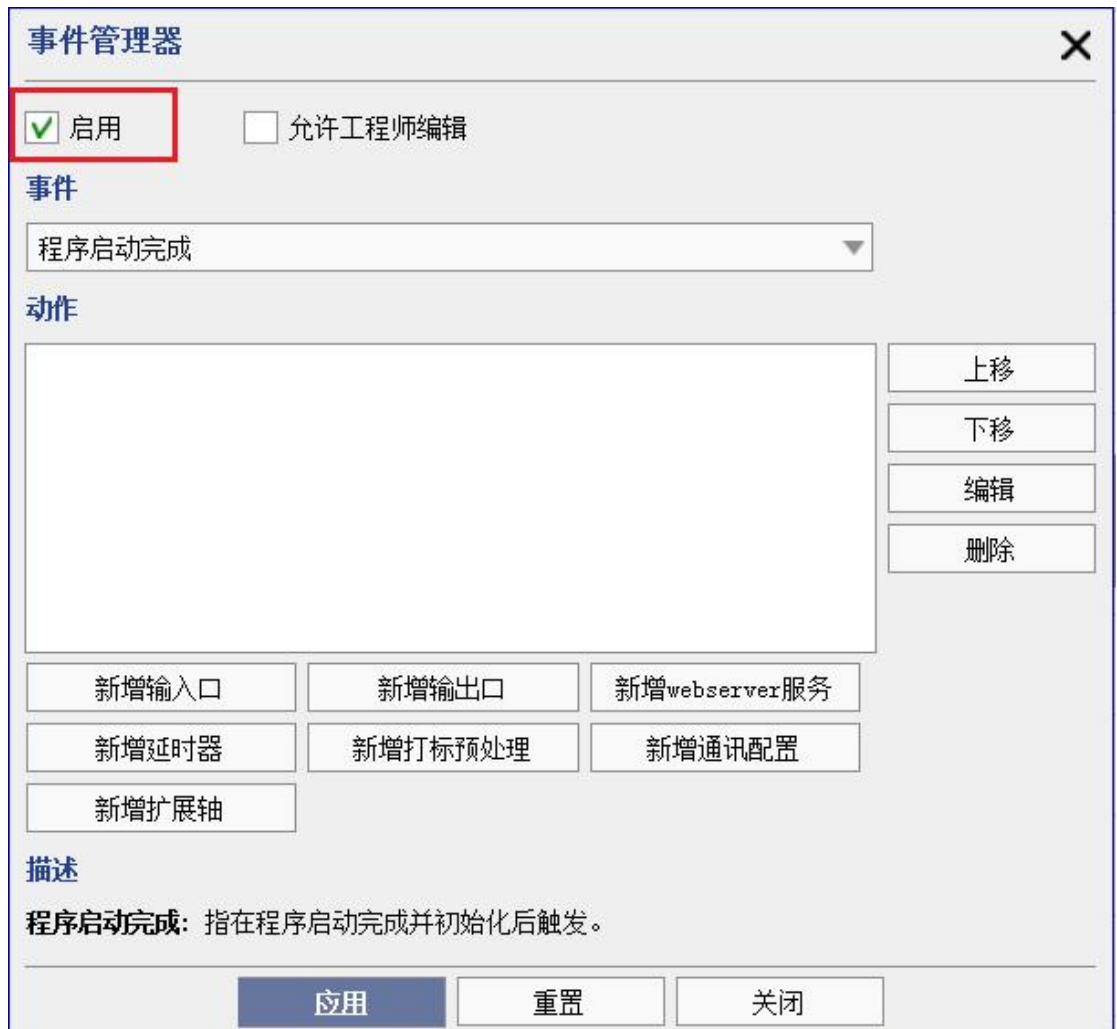 事件管理器
启用 允许工程师编辑
事件
程序启动完成
动作
上移
下移
编辑
删除
新增输入口 新增输出口 新增webserver服务
新增延时器 新增打标预处理 新增通讯配置
新增扩展轴
描述
程序启动完成: 指在程序启动完成并初始化后触发。
应用 重置 关闭